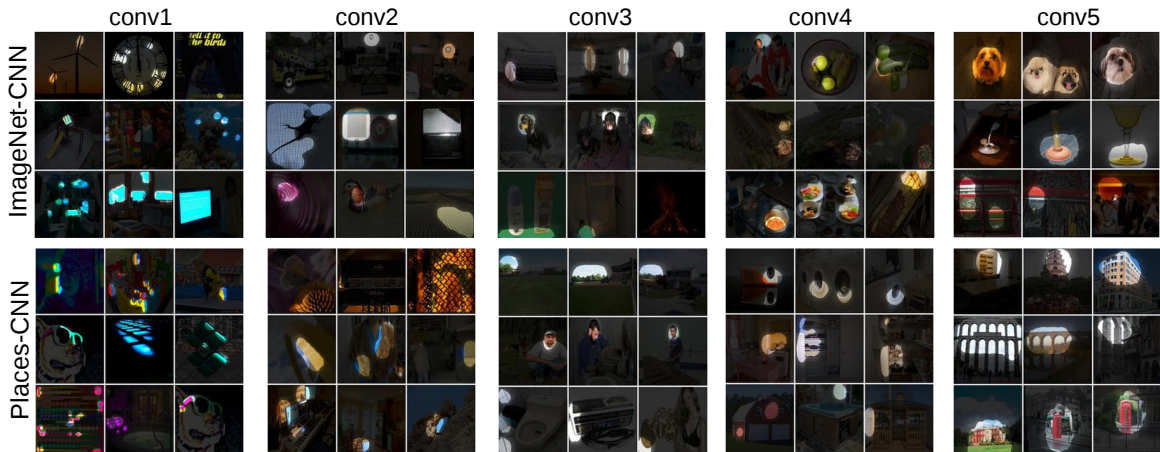 conv1 conv2 conv3 conv4 conv5
ImageNet-CNN
tell it to
the birds
Places-CNN